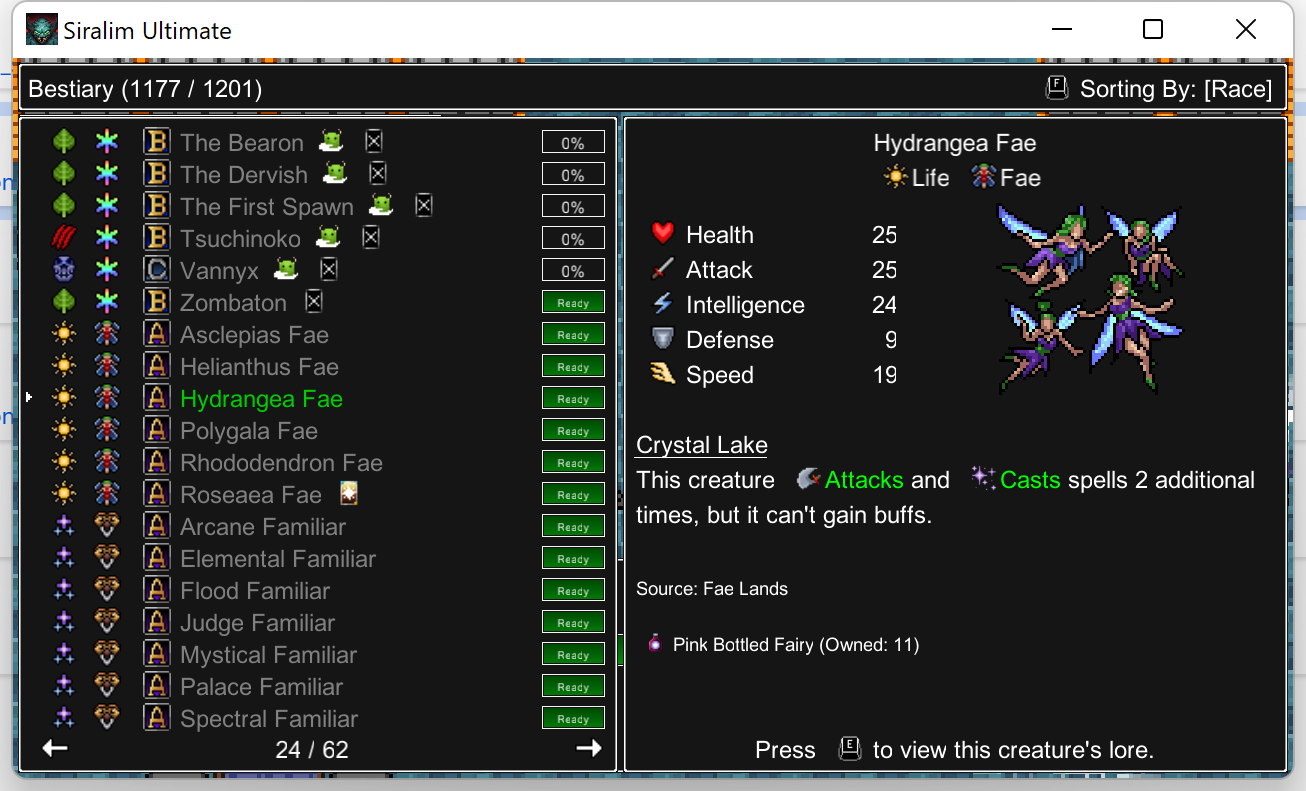 Siralim Ultimate
Bestiary (1177 / 1201)
F Sorting By: [Race]
B The Bearon 0%
B The Dervish 0%
B The First Spawn 0%
B Tsuchinoko 0%
C Vannyx 0%
B Zombaton Ready
A Asclepias Fae Ready
A Helianthus Fae Ready
A Hydrangea Fae Ready
A Polygala Fae Ready
A Rhododendron Fae Ready
A Roseaea Fae Ready
A Arcane Familiar Ready
A Elemental Familiar Ready
A Flood Familiar Ready
A Judge Familiar Ready
A Mystical Familiar Ready
A Palace Familiar Ready
A Spectral Familiar Ready
24 / 62
Hydrangea Fae
Life Fae
Health 25
Attack 25
Intelligence 24
Defense 9
Speed 19
Crystal Lake
This creature Attacks and Casts spells 2 additional
times, but it can't gain buffs.
Source: Fae Lands
Pink Bottled Fairy (Owned: 11)
Press E to view this creature's lore.